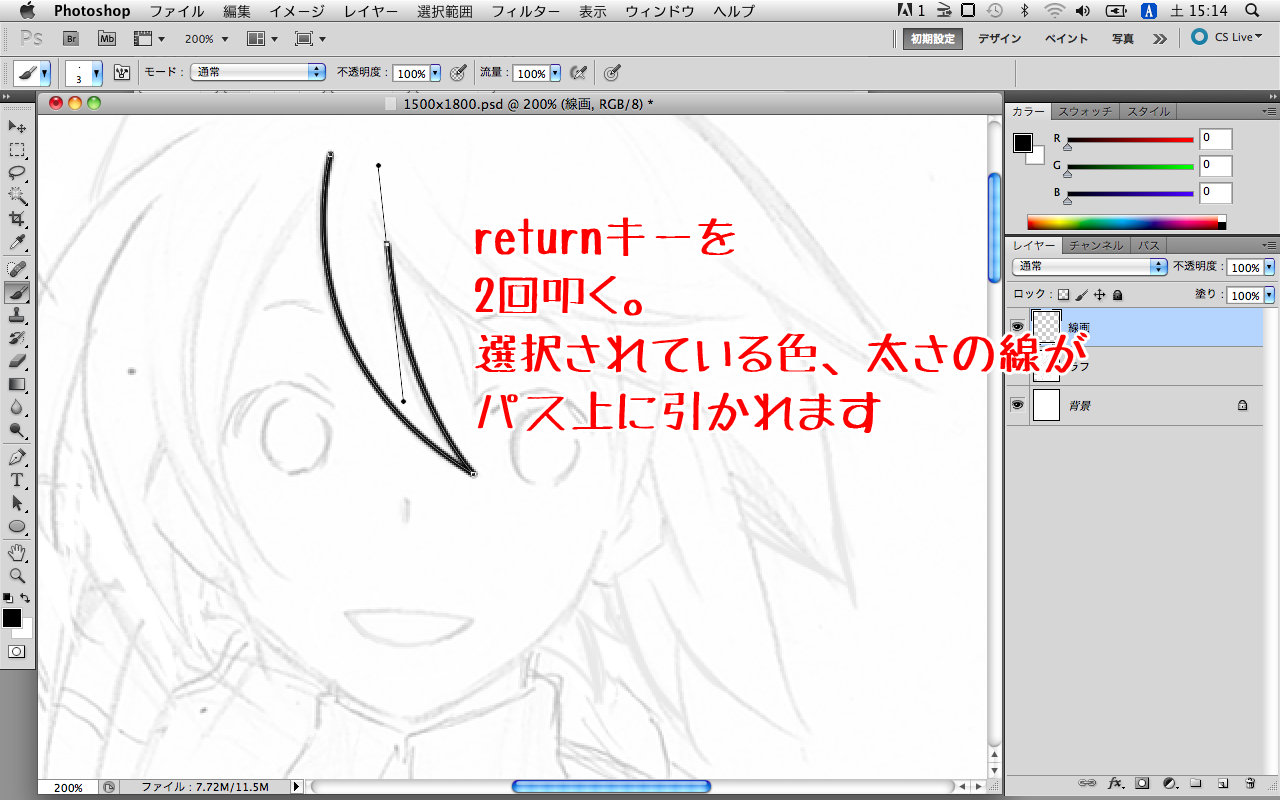 Photoshop ファイル 編集 イメージ レイヤー 選択範囲 フィルター 表示 ウィンドウ ヘルプ 1 A 土 15:14
Ps Br Mb 200% 初期設定 デザイン ペイント 写真 CS Live
3 モード : 通常 不透明度 : 100% 流量 : 100%
1500x1800.psd @ 200% (線画, RGB/8) *
カラー スウォッチ スタイル
R 0
G 0
B 0
レイヤー チャンネル パス
通常 不透明度 : 100%
ロック : 塗り : 100%
線画
ラフ
背景
returnキーを
2回叩く。
選択されている色、太さの線が
パス上に引かれます
200% ファイル : 7.72M/11.5M